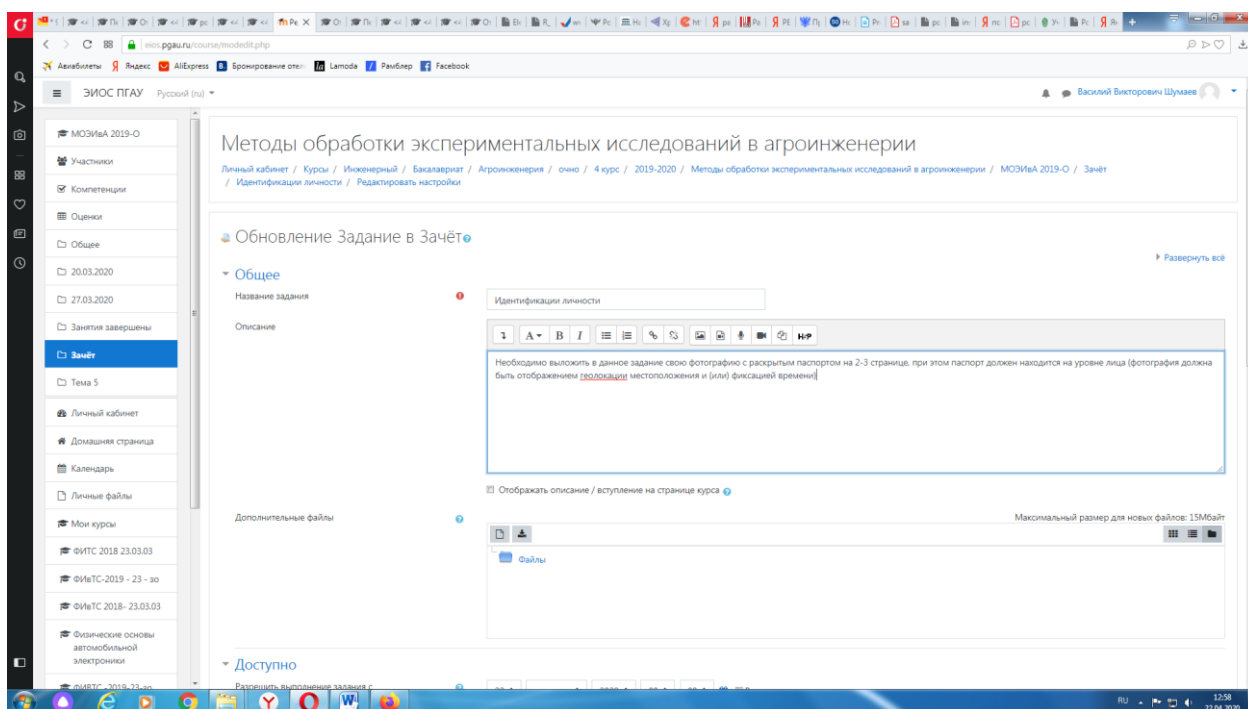 eios.pgau.ru/course/modedit.php
Авиабилеты Яндекс AliExpress Бронирование отел Lamoda Рамблер Facebook
ЭИОС ПГАУ Русский (ru)
Василий Викторович Шумаев
МОЭИвА 2019-О
Участники
Компетенции
Оценки
Общее
20.03.2020
27.03.2020
Занятия завершены
Зачёт
Тема 5
Личный кабинет
Домашняя страница
Календарь
Личные файлы
Мои курсы
ФИТС 2018 23.03.03
ФИвТС-2019 - 23 - зо
ФИвТС 2018- 23.03.03
Физические основы
автомобильной
электроники
Методы обработки экспериментальных исследований в агроинженерии
Личный кабинет / Курсы / Инженерный / Бакалавриат / Агроинженерия / очно / 4 курс / 2019-2020 / Методы обработки экспериментальных исследований в агроинженерии / МОЭИвА 2019-О / Зачёт
/ Идентификации личности / Редактировать настройки
Обновление Задание в Зачёт
Развернуть всё
Общее
Название задания
Идентификации личности
Описание
Необходимо выложить в данное задание свою фотографию с раскрытым паспортом на 2-3 странице, при этом паспорт должен находится на уровне лица (фотография должна
быть отображением геолокации местоположения и (или) фиксацией времени)
Отображать описание / вступление на странице курса
Дополнительные файлы
Максимальный размер для новых файлов: 15Мбайт
Файлы
Доступно
Разрешить выполнение задания с
RU
12:58
22.04.2020